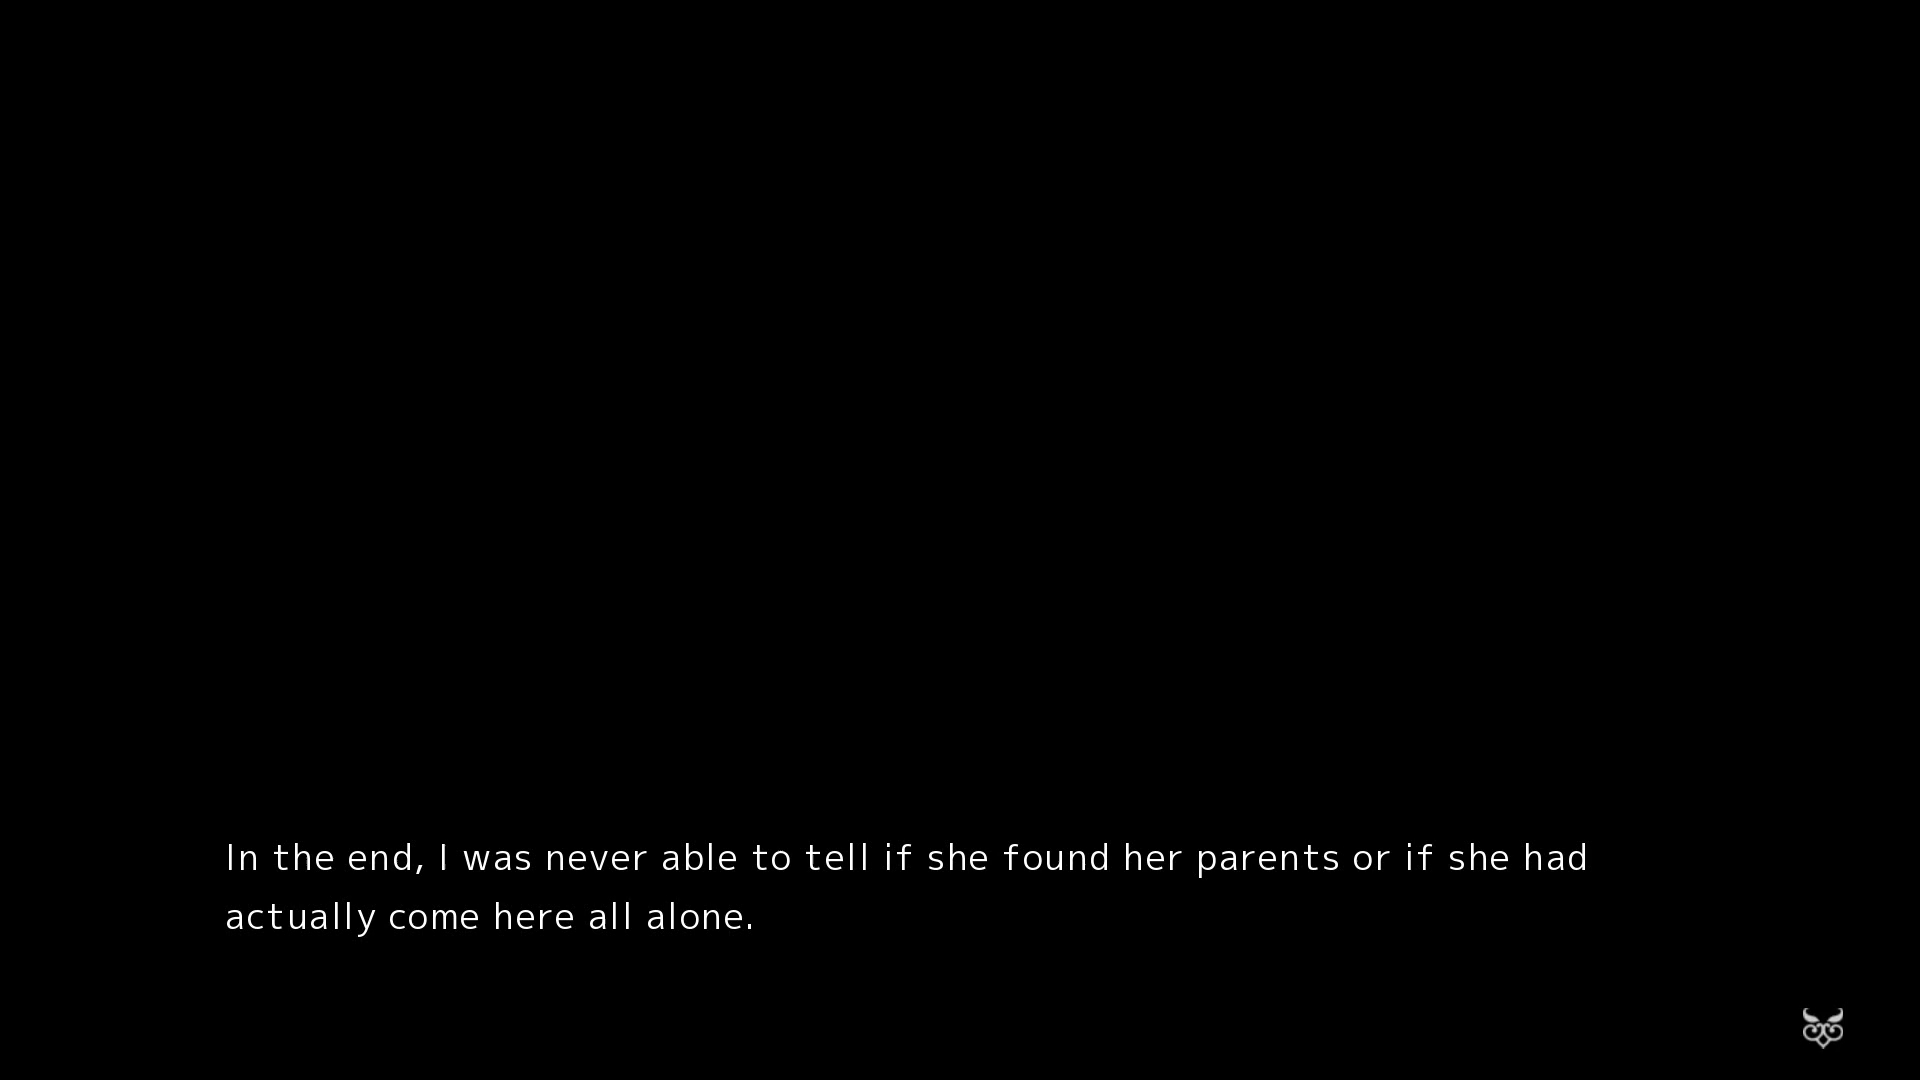 In the end, I was never able to tell if she found her parents or if she had
actually come here all alone.